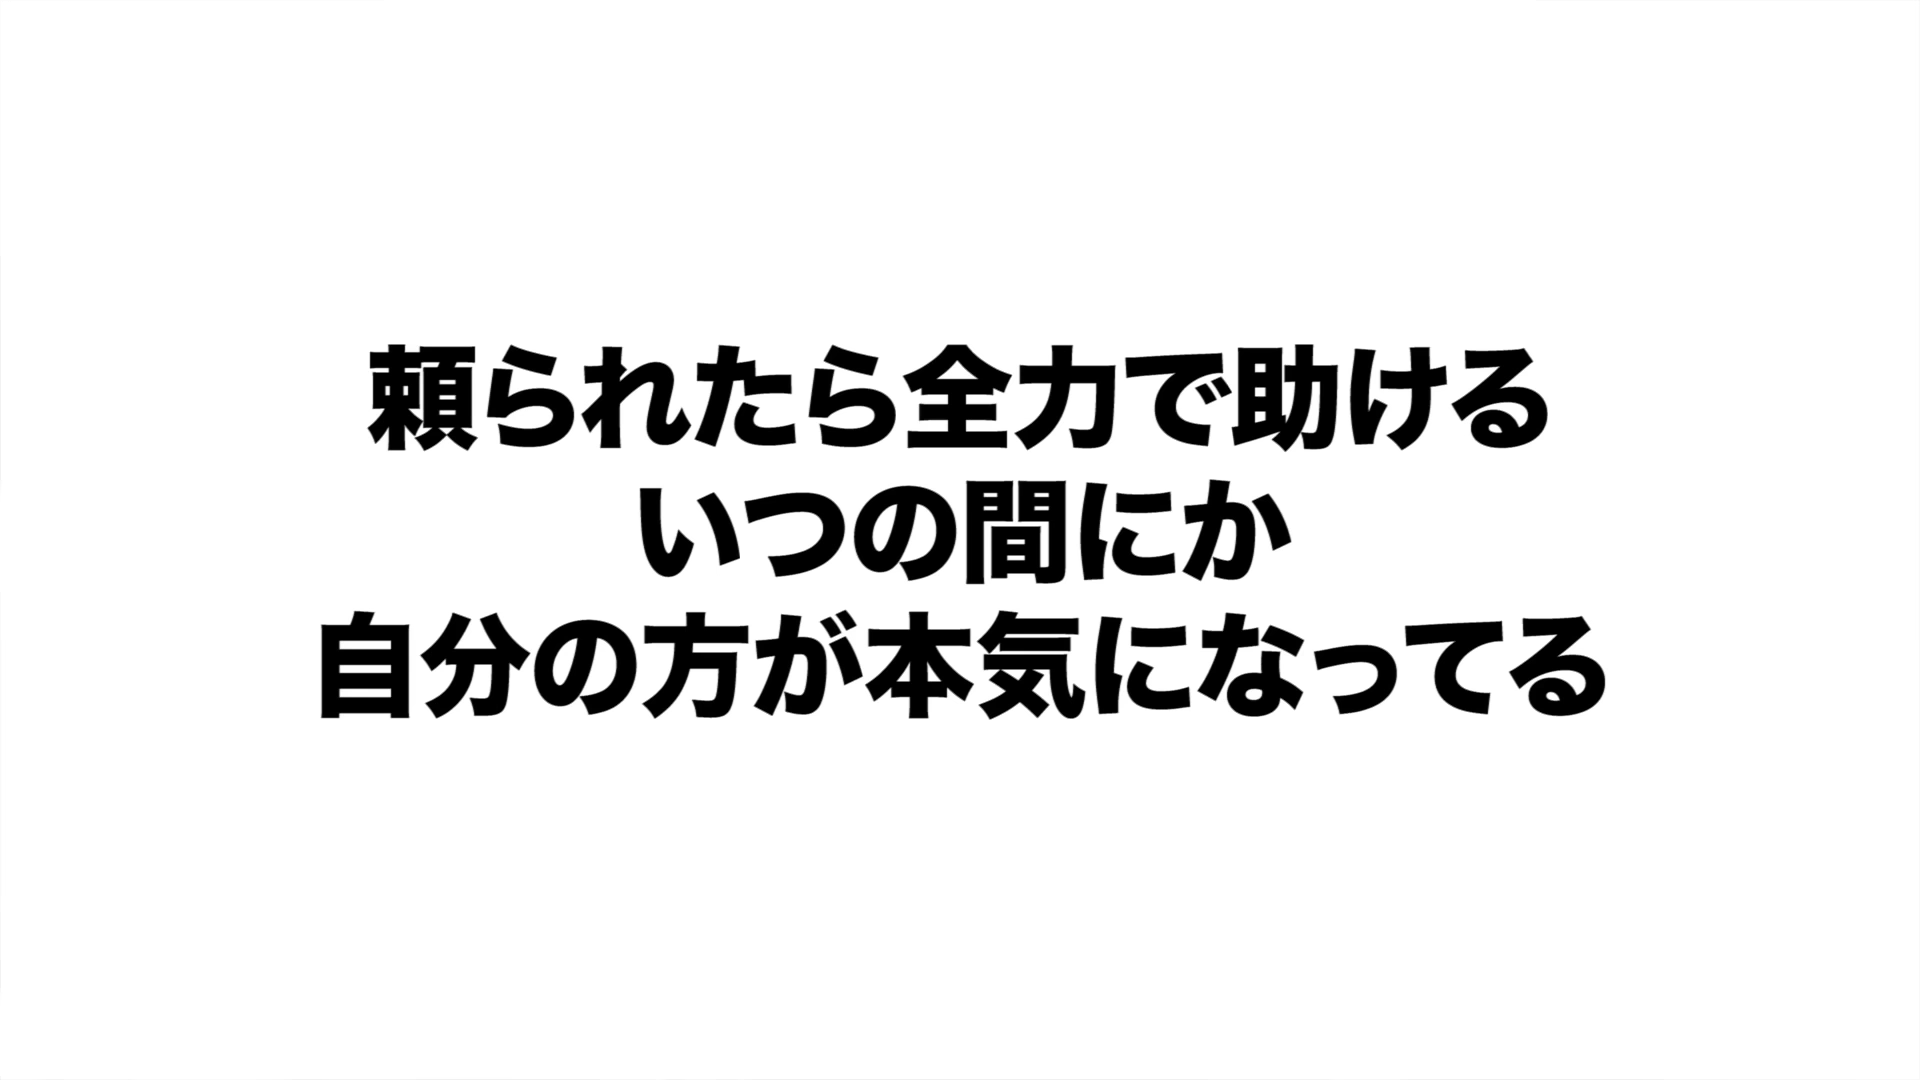 頼られたら全力で助ける
いつの間にか
自分の方が本気になってる